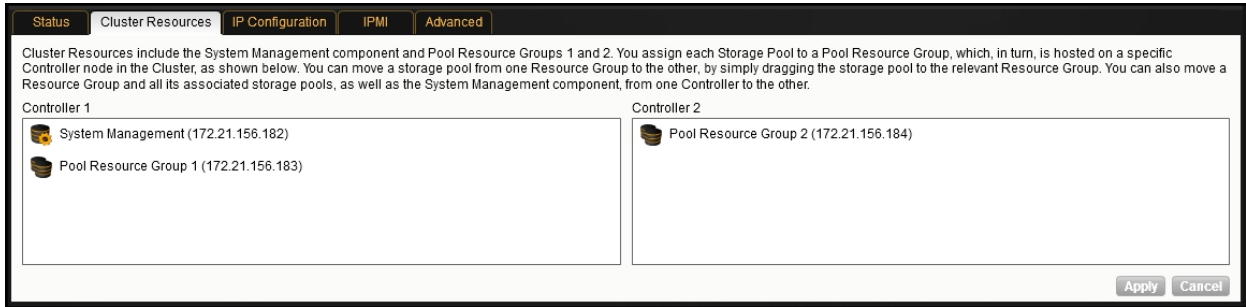 Status Cluster Resources IP Configuration IPMI Advanced
Cluster Resources include the System Management component and Pool Resource Groups 1 and 2. You assign each Storage Pool to a Pool Resource Group, which, in turn, is hosted on a specific
Controller node in the Cluster, as shown below. You can move a storage pool from one Resource Group to the other, by simply dragging the storage pool to the relevant Resource Group. You can also move a
Resource Group and all its associated storage pools, as well as the System Management component, from one Controller to the other.
Controller 1
System Management (172.21.156.182)
Pool Resource Group 1 (172.21.156.183)
Controller 2
Pool Resource Group 2 (172.21.156.184)
Apply Cancel